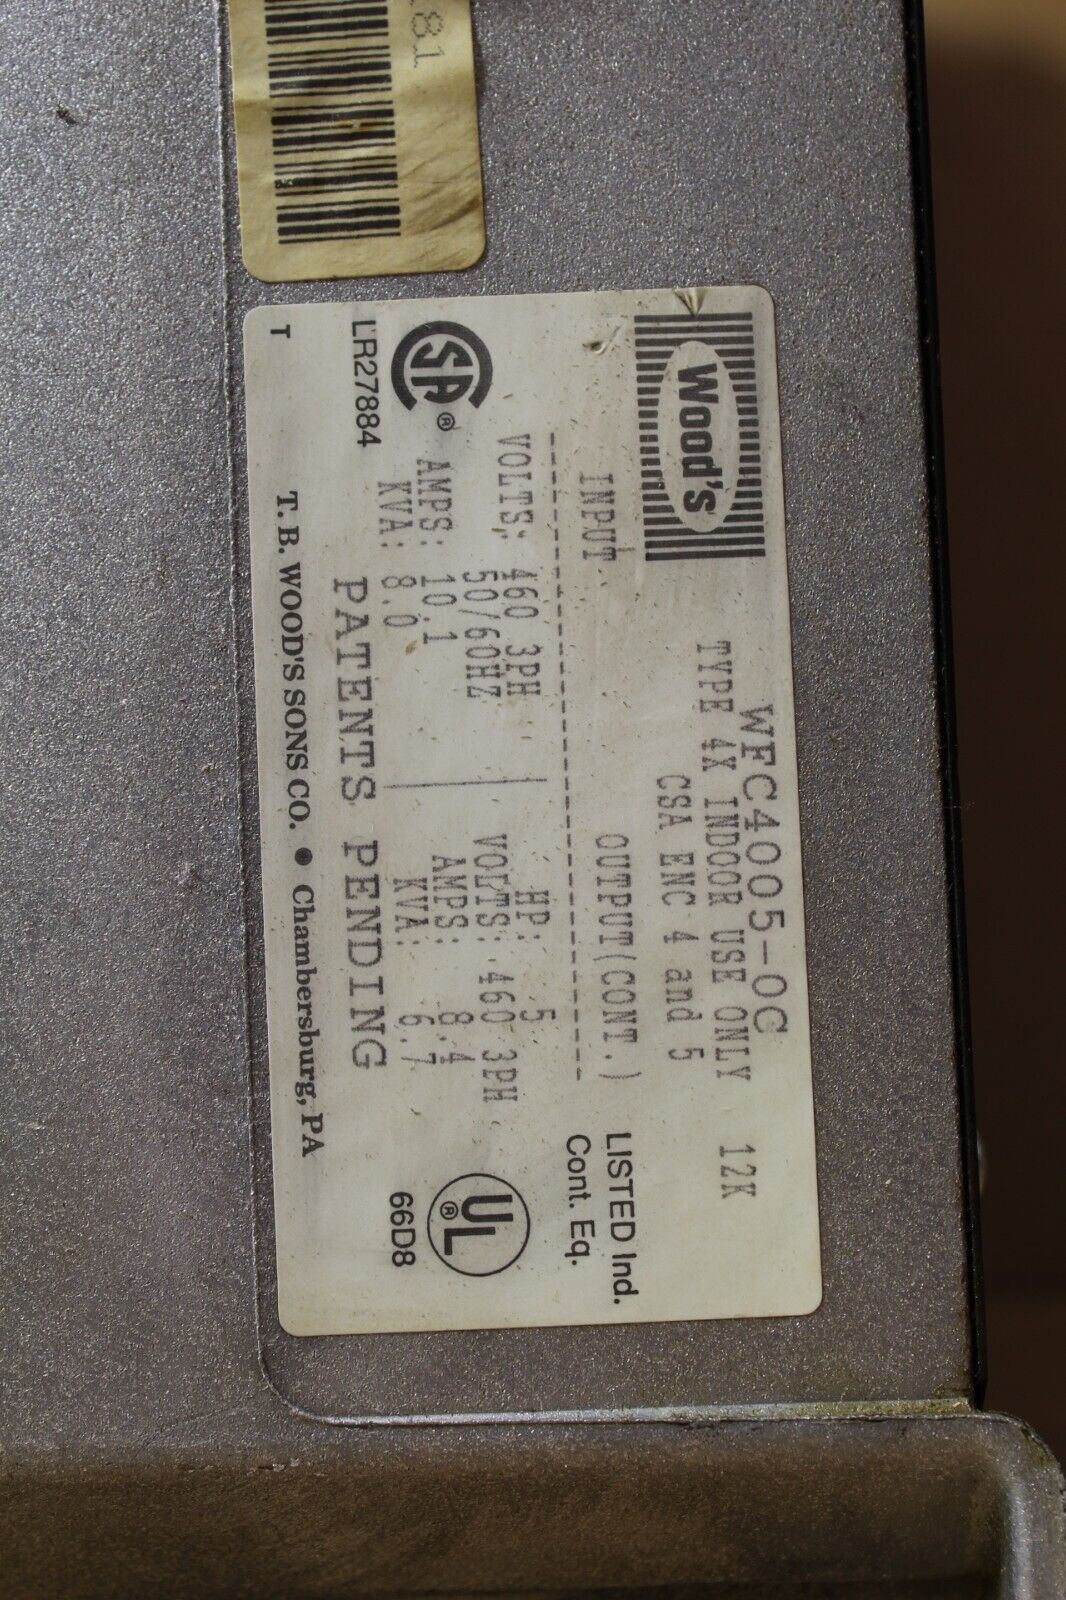 81
Wood's
WFC4005-0C
TYPE 4X INDOOR USE ONLY 12K
CSA ENC 4 and 5
LISTED Ind.
Cont. Eq.
INPUT OUTPUT(CONT.)
HP: 5
VOLTS: 460 3PH VOLTS: 460 3PH
50/60HZ AMPS: 8.4
AMPS: 10.1 KVA: 6.7
KVA: 8.0
SA ®
LR27884
UL ®
66D8
PATENTS PENDING
T. B. WOOD'S SONS CO. • Chambersburg, PA
T